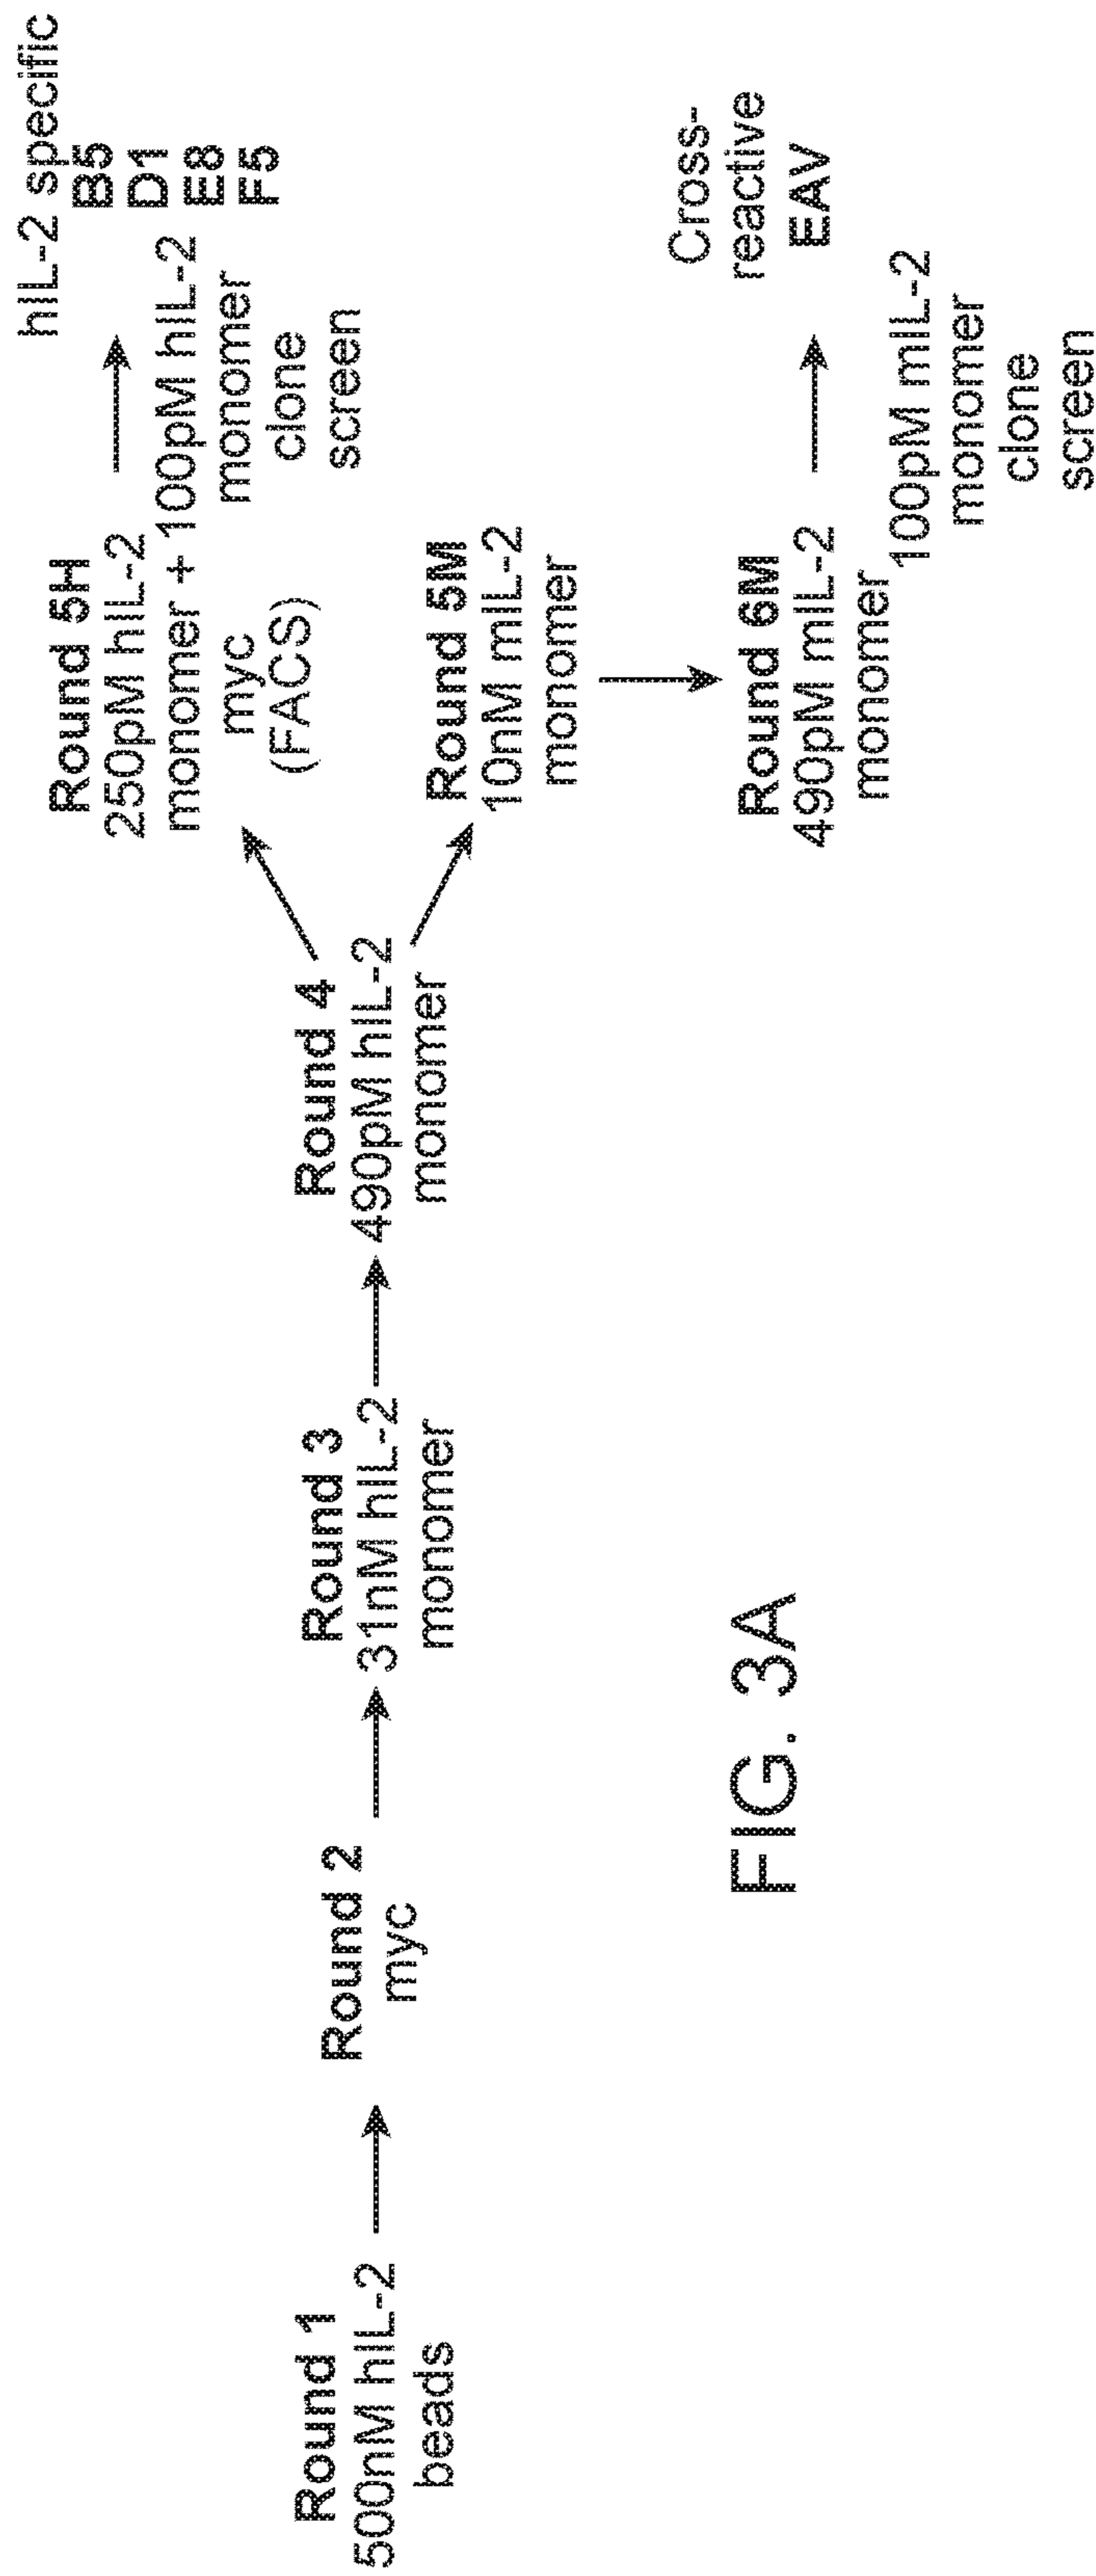 Round 1
500nM hIL-2
beads
Round 2
myc
Round 3
31nM hIL-2
monomer
Round 4
490pM hIL-2
monomer
Round 5H
250pM hIL-2
monomer +
myc
(FACS)
100pM hIL-2
monomer
clone
screen
hIL-2 specific
B5
D1
E8
F5
Round 5M
10nM mIL-2
monomer
Round 6M
490pM mIL-2
monomer
100pM mIL-2
monomer
clone
screen
Cross-
reactive
EAV
FIG. 3A